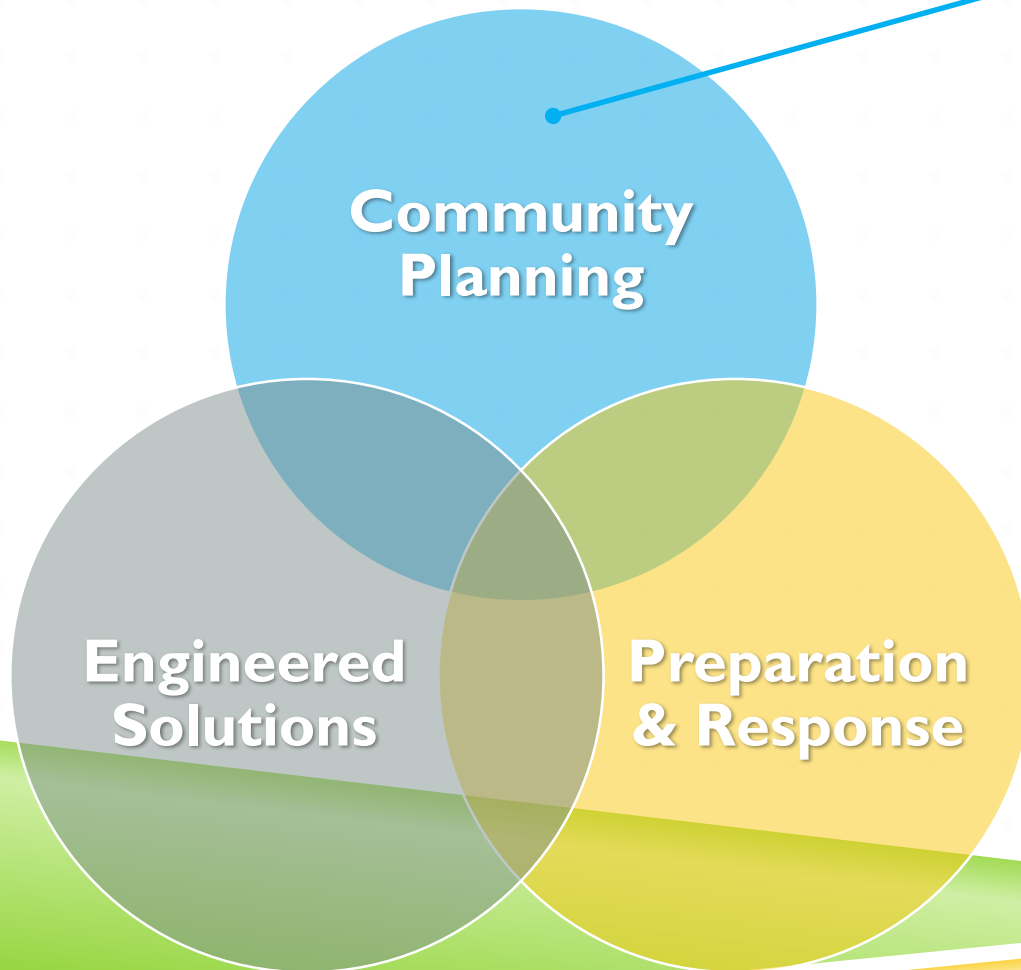 Community
Planning
Engineered
Solutions
Preparation
& Response